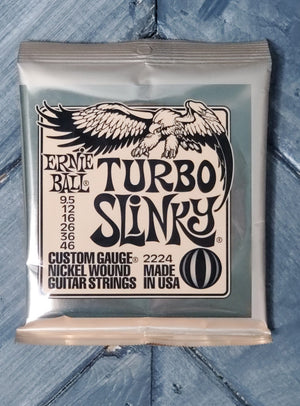 ERNIE BALL®
TURBO SLINKY®
9.5
12
16
26
36
46
CUSTOM GAUGE® 2224
NICKEL WOUND MADE
GUITAR STRINGS IN USA